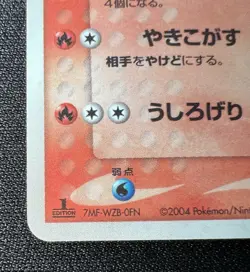 4個になる。
やきこがす
相手をやけどにする。
うしろげり
弱点
1 EDITION 7MF-WZB-0FN ©2004 Pokémon/Nin